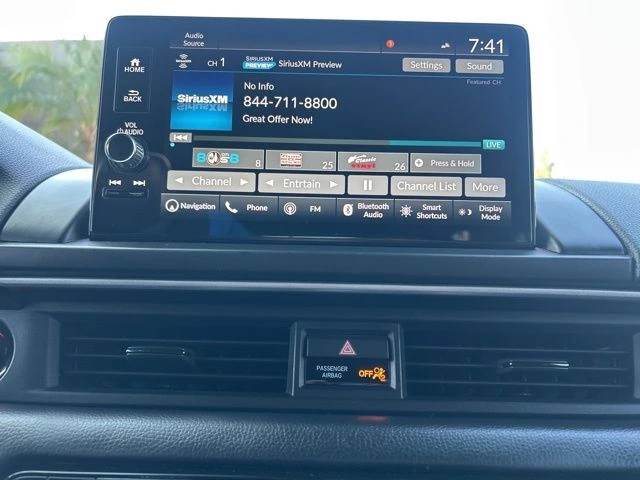 Audio
Source
7:41
HOME
BACK
VOL
AUDIO
CH 1
SIRIUSXM
PREVIEW
SiriusXM Preview
Settings
Sound
Featured CH
SiriusXM
No Info
844-711-8800
Great Offer Now!
LIVE
8
25
Classic
vinyl
26
Press & Hold
Channel
Entrtain
Channel List
More
Navigation
Phone
FM
Bluetooth
Audio
Smart
Shortcuts
Display
Mode
PASSENGER
AIRBAG
OFF